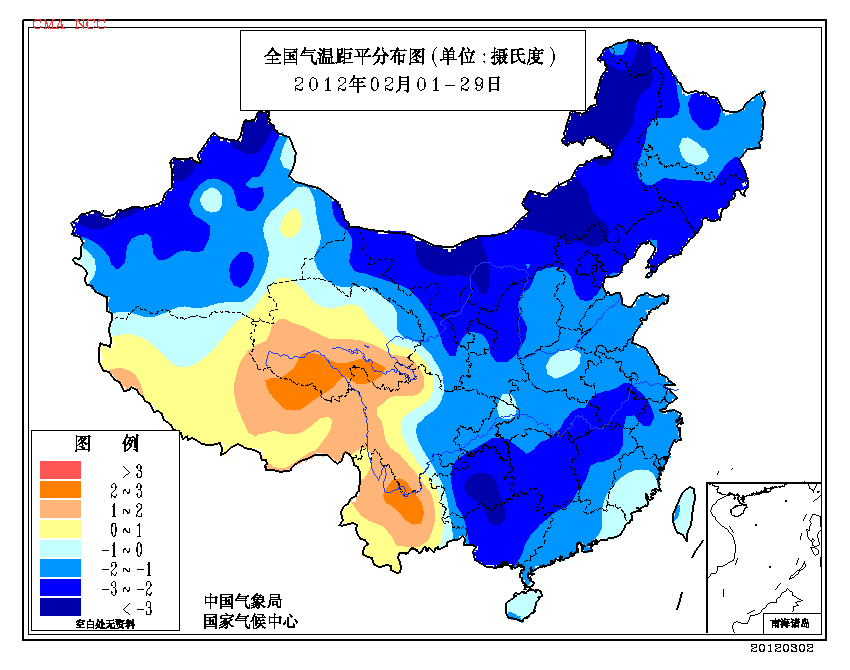 CMA NCC
全国气温距平分布图(单位:摄氏度)
2012年02月01-29日
图 例
>3
2~3
1~2
0~1
-1~0
-2~-1
-3~-2
<-3
空白处无资料
中国气象局
国家气候中心
南海诸岛
20120302